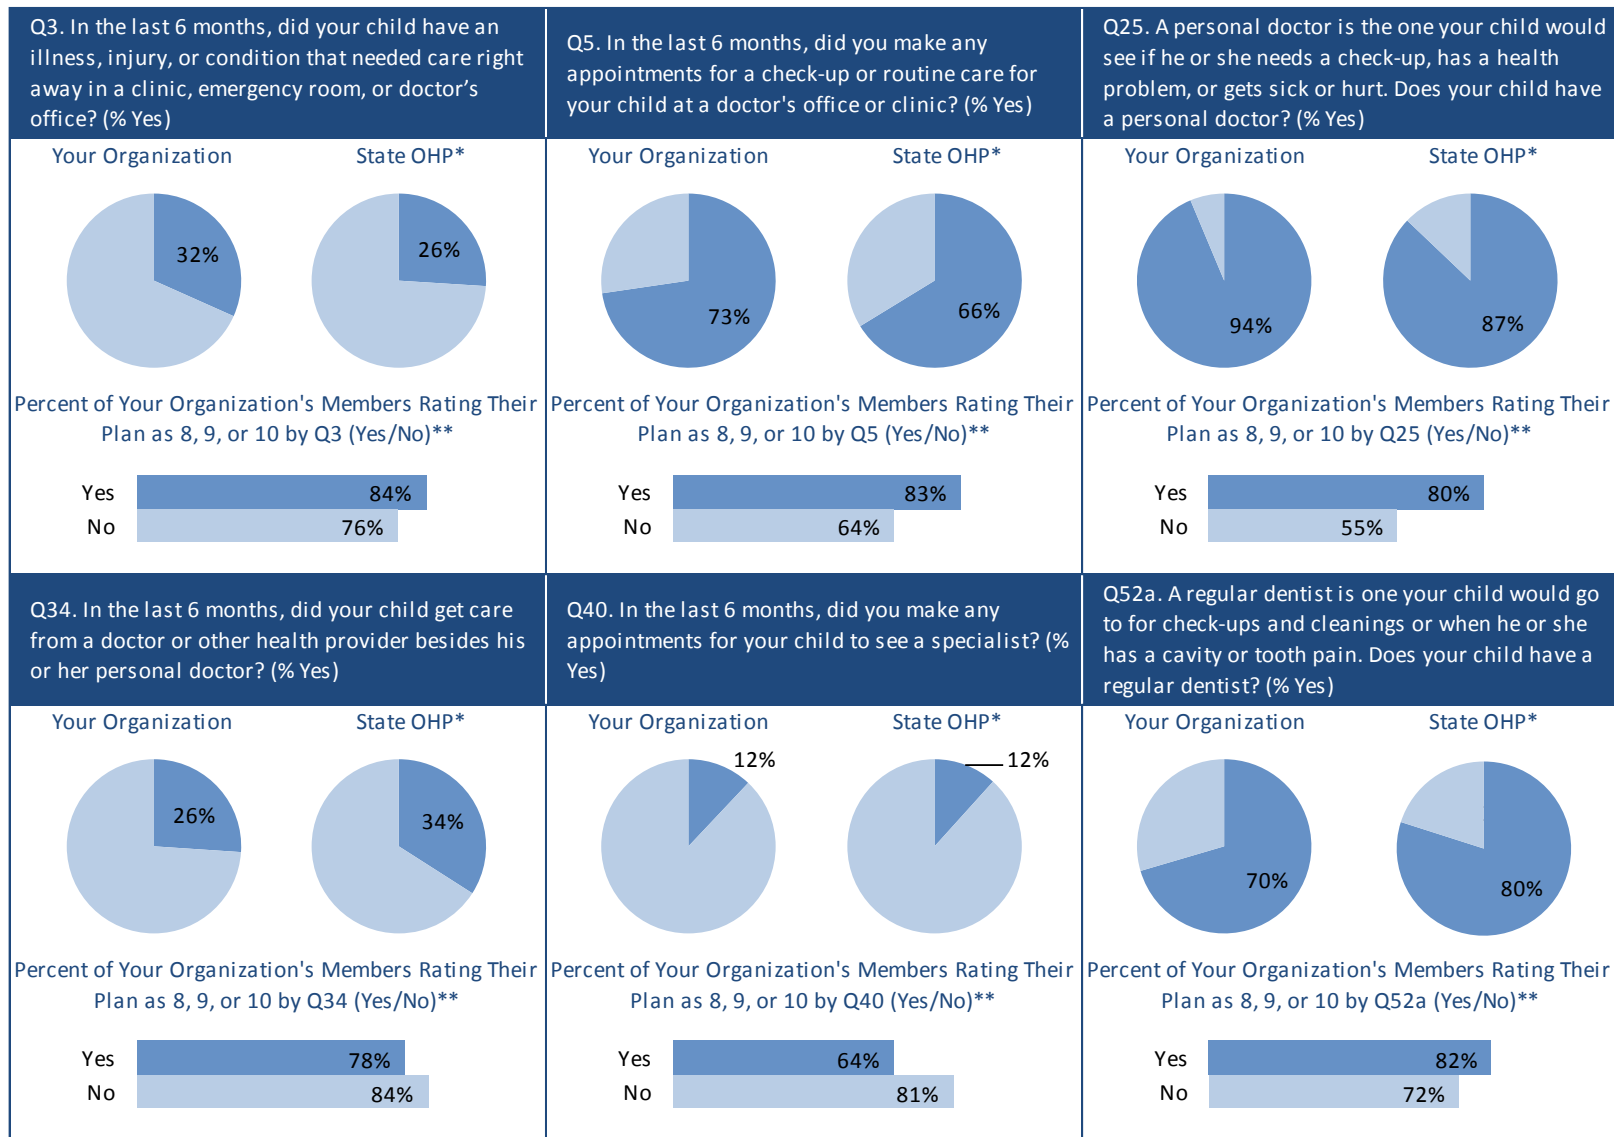 Q3. In the last 6 months, did your child have an
illness, injury, or condition that needed care right
away in a clinic, emergency room, or doctor's
office? (% Yes)
Your Organization
State OHP*
32%
26%
Percent of Your Organization's Members Rating Their
Plan as 8, 9, or 10 by Q3 (Yes/No)**
Yes
84%
No
76%
Q5. In the last 6 months, did you make any
appointments for a check-up or routine care for
your child at a doctor's office or clinic? (% Yes)
Your Organization
State OHP*
73%
66%
Percent of Your Organization's Members Rating Their
Plan as 8, 9, or 10 by Q5 (Yes/No)**
Yes
83%
No
64%
Q25. A personal doctor is the one your child would
see if he or she needs a check-up, has a health
problem, or gets sick or hurt. Does your child have
a personal doctor? (% Yes)
Your Organization
State OHP*
94%
87%
Percent of Your Organization's Members Rating Their
Plan as 8, 9, or 10 by Q25 (Yes/No)**
Yes
80%
No
55%
Q34. In the last 6 months, did your child get care
from a doctor or other health provider besides his
or her personal doctor? (% Yes)
Your Organization
State OHP*
26%
34%
Percent of Your Organization's Members Rating Their
Plan as 8, 9, or 10 by Q34 (Yes/No)**
Yes
78%
No
84%
Q40. In the last 6 months, did you make any
appointments for your child to see a specialist? (%
Yes)
Your Organization
State OHP*
12%
12%
Percent of Your Organization's Members Rating Their
Plan as 8, 9, or 10 by Q40 (Yes/No)**
Yes
64%
No
81%
Q52a. A regular dentist is one your child would go
to for check-ups and cleanings or when he or she
has a cavity or tooth pain. Does your child have a
regular dentist? (% Yes)
Your Organization
State OHP*
70%
80%
Percent of Your Organization's Members Rating Their
Plan as 8, 9, or 10 by Q52a (Yes/No)**
Yes
82%
No
72%